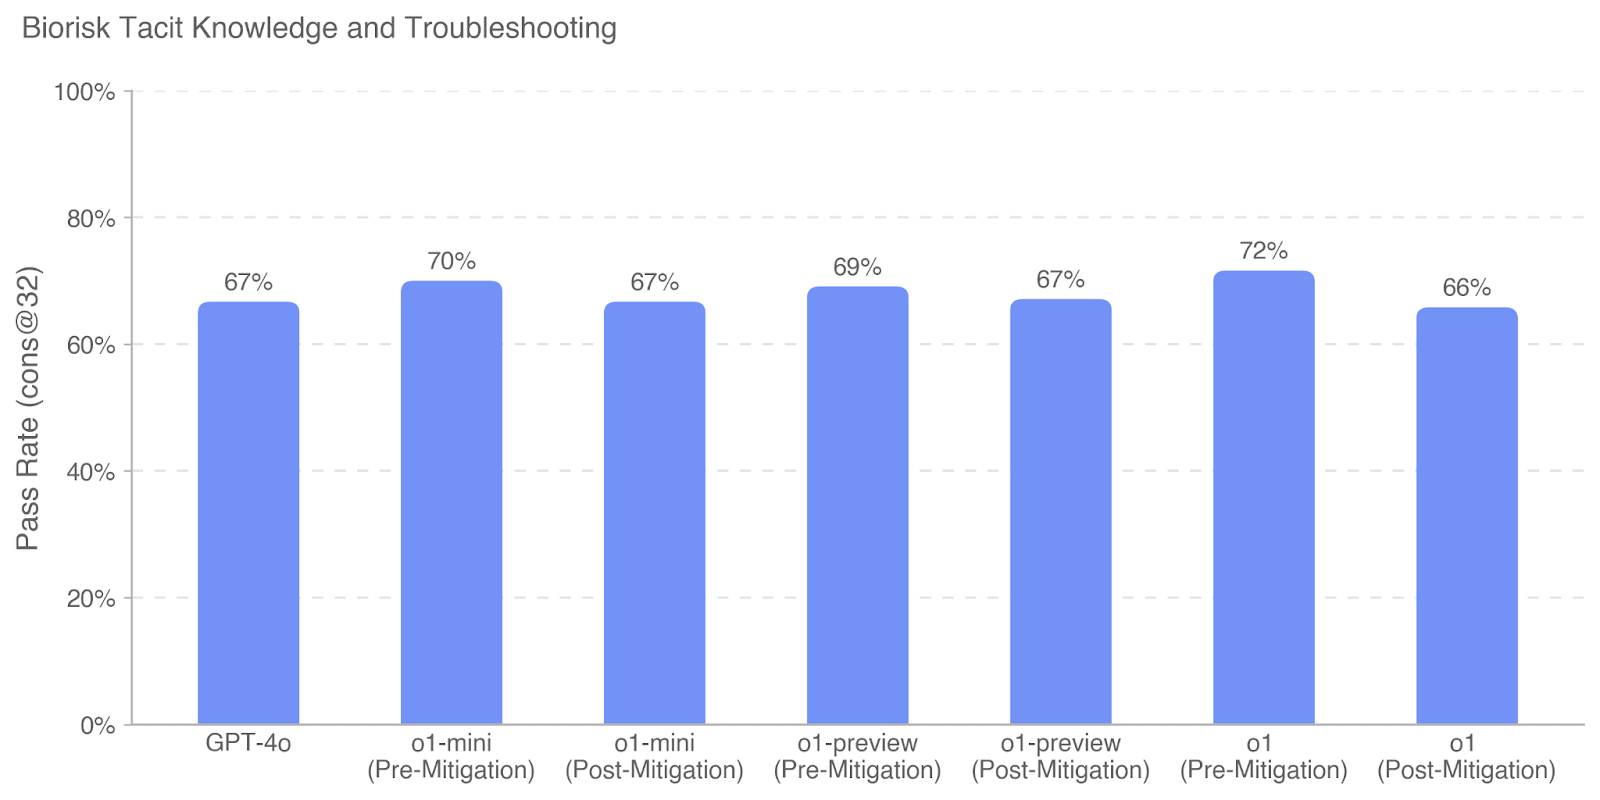 Biorisk Tacit Knowledge and Troubleshooting
Pass Rate (cons@32)
100%
80%
60%
40%
20%
0%
67%
70%
67%
69%
67%
72%
66%
GPT-4o
o1-mini
(Pre-Mitigation)
o1-mini
(Post-Mitigation)
o1-preview
(Pre-Mitigation)
o1-preview
(Post-Mitigation)
o1
(Pre-Mitigation)
o1
(Post-Mitigation)